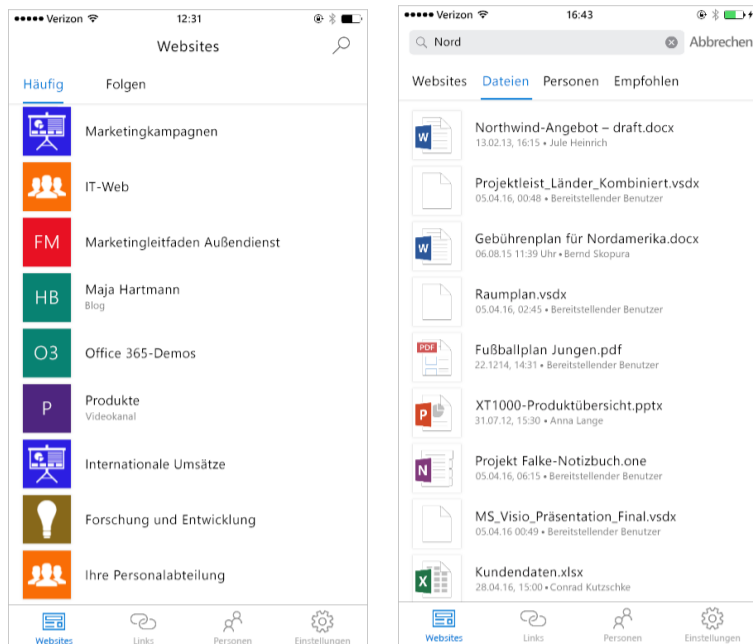 Verizon 12:31
Websites
Häufig Folgen
Marketingkampagnen
IT-Web
FM Marketingleitfaden Außendienst
HB Maja Hartmann
Blog
O3 Office 365-Demos
P Produkte
Videokanal
Internationale Umsätze
Forschung und Entwicklung
Ihre Personalabteilung
Websites Links Personen Einstellungen
Verizon 16:43
Nord Abbrechen
Websites Dateien Personen Empfohlen
W Northwind-Angebot – draft.docx
13.02.13, 16:15 • Jule Heinrich
Projektleist_Länder_Kombiniert.vsdx
05.04.16, 00:48 • Bereitstellender Benutzer
W Gebührenplan für Nordamerika.docx
06.08.15 11:39 Uhr • Bernd Skopura
Raumplan.vsdx
05.04.16, 02:45 • Bereitstellender Benutzer
PDF Fußballplan Jungen.pdf
22.1214, 14:31 • Bereitstellender Benutzer
P XT1000-Produktübersicht.pptx
31.07.12, 15:30 • Anna Lange
N Projekt Falke-Notizbuch.one
05.04.16, 06:15 • Bereitstellender Benutzer
MS_Visio_Präsentation_Final.vsdx
05.04.16 00:49 • Bereitstellender Benutzer
X Kundendaten.xlsx
28.04.16, 15:00 • Conrad Kutzschke
Websites Links Personen Einstellungen